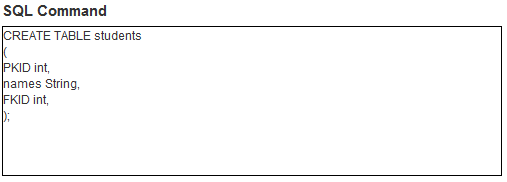 SQL Command
CREATE TABLE students
(
PKID int,
names String,
FKID int,
);